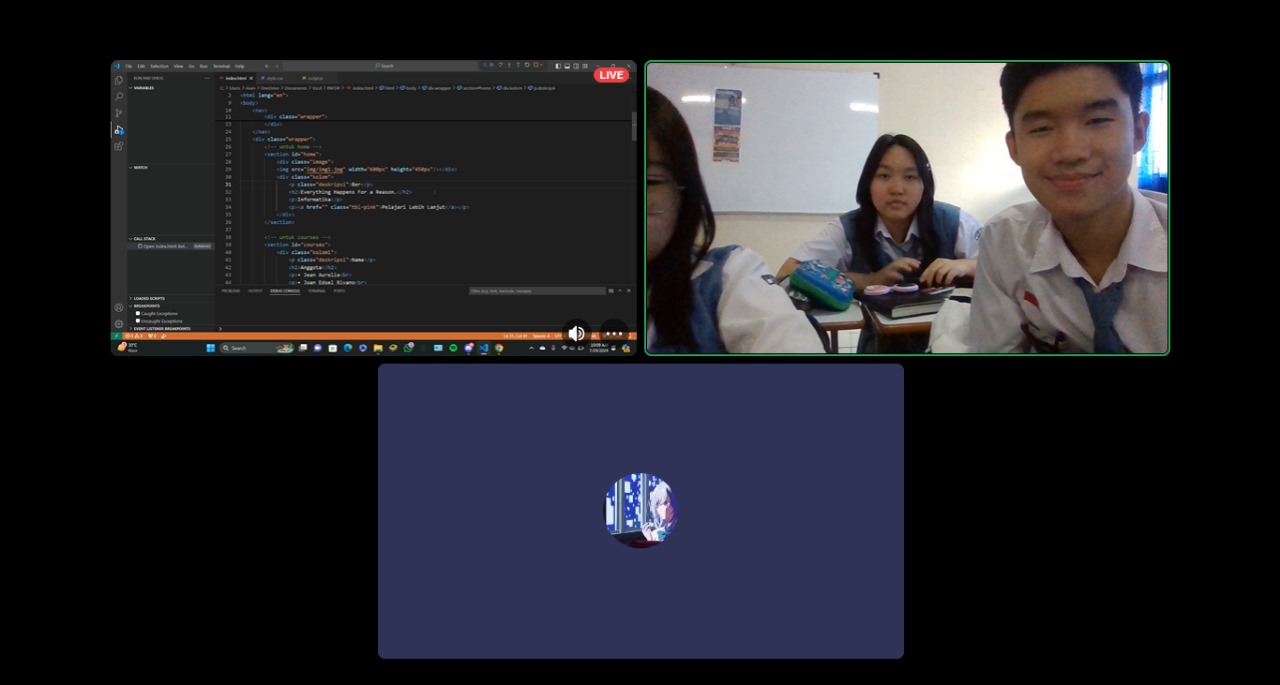 File Edit Selection View Go Run Terminal Help
Search
LIVE
RUN AND DEBUG
index.html
style.css
script.js
VARIABLES
2 <html lang="en">
9 <body>
10 <nav>
11 <div class="wrapper">
23 </div>
24 </nav>
25 <div class="wrapper">
26 <!-- untuk home -->
27 <section id="home">
28 <div class="image">
29 <img src="img/img1.jpg" width="600px" height="450px"/></div>
30 <div class="kolom">
31 <p class="deskripsi">Ber</p>
32 <h2>Everything Happens For a Reason.</h2>
33 <p>Informatika</p>
34 <p><a href="" class="tbl-pink">Pelajari Lebih Lanjut</a></p>
35 </div>
36 </section>
37
38 <!-- untuk courses -->
39 <section id="courses">
40 <div class="kolom">
41 <p class="deskripsi">Nama</p>
42 <h2>Anggota</h2>
43 <p>• Jean Aurelia<br>
44 <p>• Joan Edsel Rivano<br>
WATCH
CALL STACK
RUNNING
LOADED SCRIPTS
BREAKPOINTS
Caught Exceptions
Uncaught Exceptions
EVENT LISTENER BREAKPOINTS
PROBLEMS OUTPUT DEBUG CONSOLE TERMINAL PORTS
30°C
Search